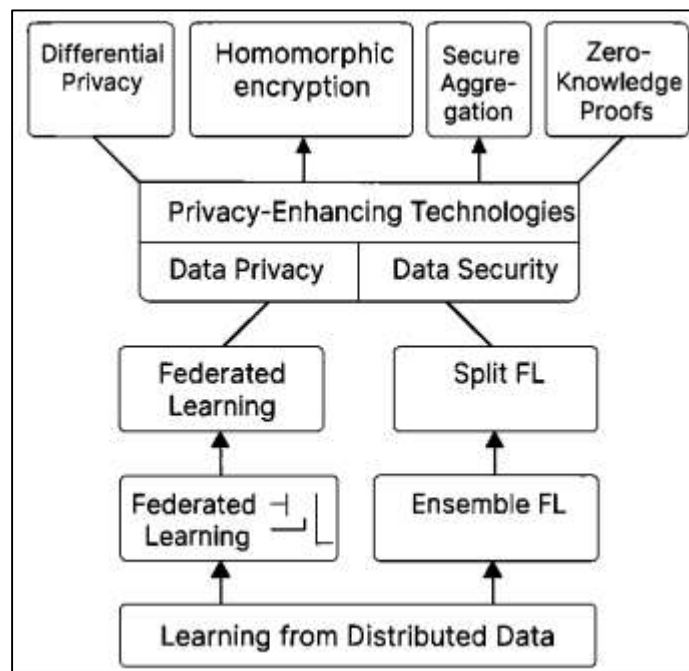 Differential
Privacy
Homomorphic
encryption
Secure
Aggre-
gation
Zero-
Knowledge
Proofs
Privacy-Enhancing Technologies
Data Privacy
Data Security
Federated
Learning
Split FL
Federated
Learning
Ensemble FL
Learning from Distributed Data